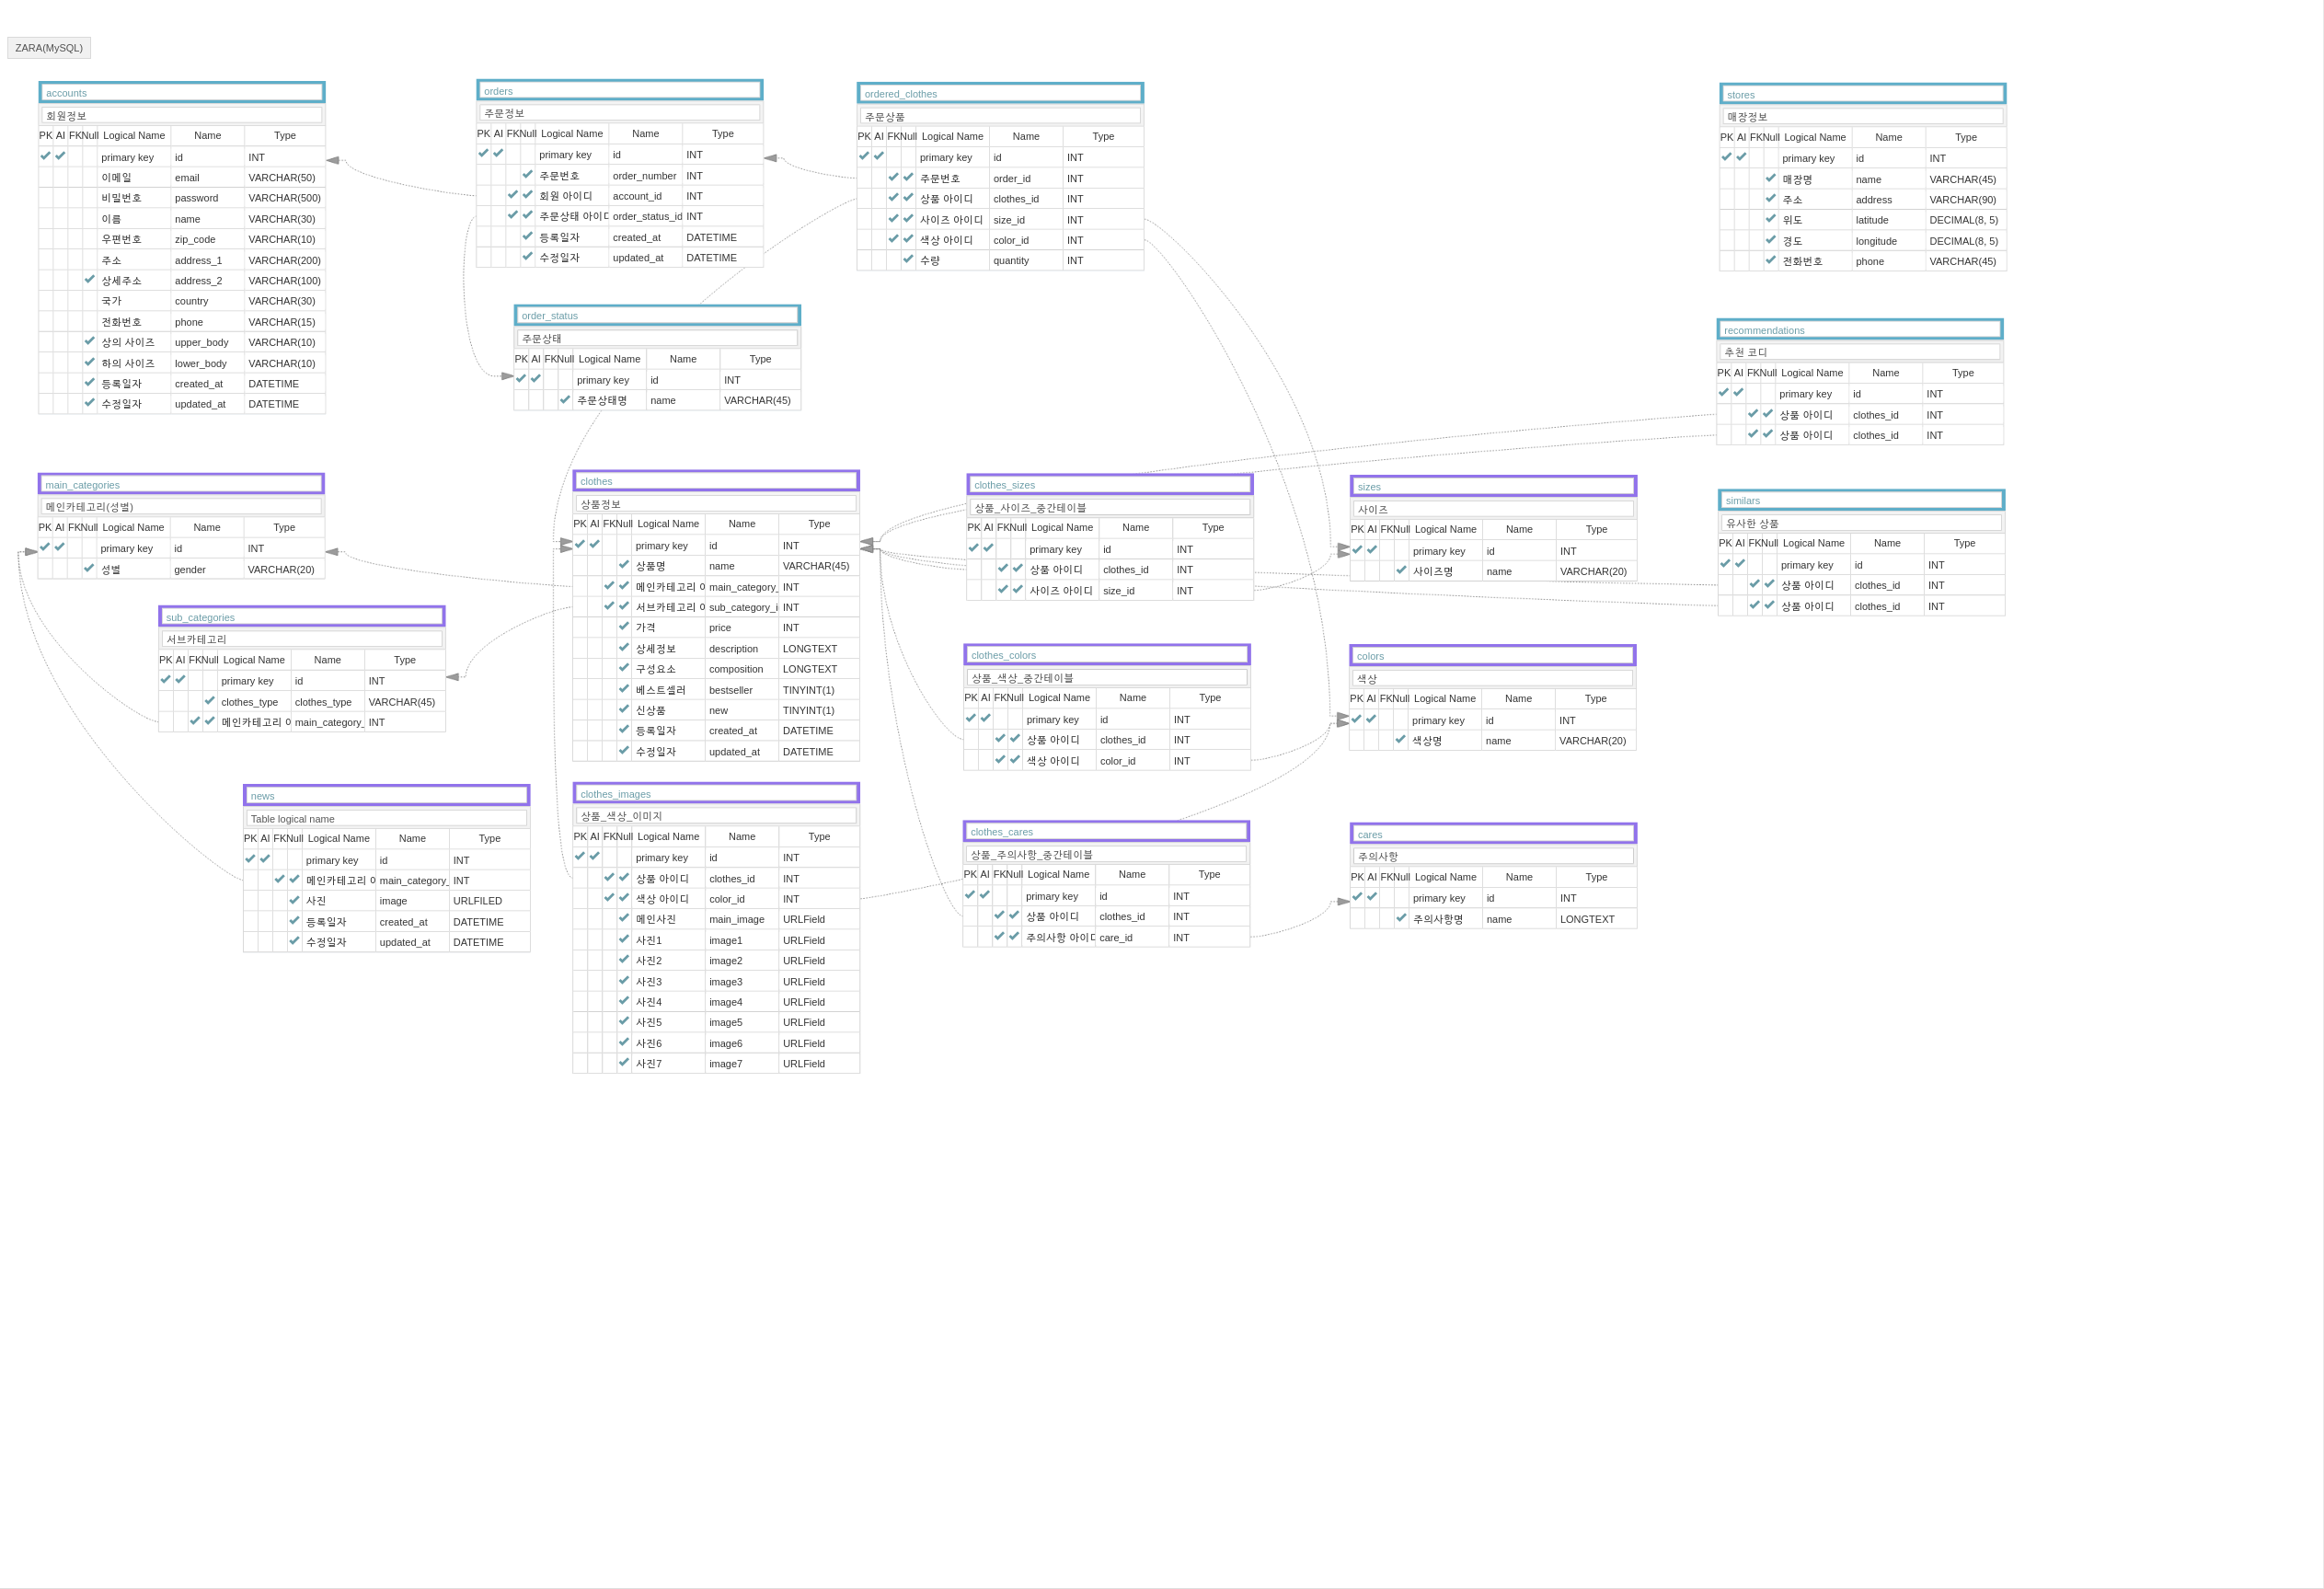 ZARA(MySQL)
accounts
회원정보
PK AI FK Null Logical Name Name Type
primary key id INT
이메일 email VARCHAR(50)
비밀번호 password VARCHAR(500)
이름 name VARCHAR(30)
우편번호 zip_code VARCHAR(10)
주소 address_1 VARCHAR(200)
상세주소 address_2 VARCHAR(100)
국가 country VARCHAR(30)
전화번호 phone VARCHAR(15)
상의 사이즈 upper_body VARCHAR(10)
하의 사이즈 lower_body VARCHAR(10)
등록일자 created_at DATETIME
수정일자 updated_at DATETIME
orders
주문정보
PK AI FK Null Logical Name Name Type
primary key id INT
주문번호 order_number INT
회원 아이디 account_id INT
주문상태 아이디 order_status_id INT
등록일자 created_at DATETIME
수정일자 updated_at DATETIME
ordered_clothes
주문상품
PK AI FK Null Logical Name Name Type
primary key id INT
주문번호 order_id INT
상품 아이디 clothes_id INT
사이즈 아이디 size_id INT
색상 아이디 color_id INT
수량 quantity INT
stores
매장정보
PK AI FK Null Logical Name Name Type
primary key id INT
매장명 name VARCHAR(45)
주소 address VARCHAR(90)
위도 latitude DECIMAL(8, 5)
경도 longitude DECIMAL(8, 5)
전화번호 phone VARCHAR(45)
order_status
주문상태
PK AI FK Null Logical Name Name Type
primary key id INT
주문상태명 name VARCHAR(45)
recommendations
추천 코디
PK AI FK Null Logical Name Name Type
primary key id INT
상품 아이디 clothes_id INT
상품 아이디 clothes_id INT
main_categories
메인카테고리(성별)
PK AI FK Null Logical Name Name Type
primary key id INT
성별 gender VARCHAR(20)
clothes
상품정보
PK AI FK Null Logical Name Name Type
primary key id INT
상품명 name VARCHAR(45)
메인카테고리 main_category_ INT
서브카테고리 sub_category_i INT
가격 price INT
상세정보 description LONGTEXT
구성요소 composition LONGTEXT
베스트셀러 bestseller TINYINT(1)
신상품 new TINYINT(1)
등록일자 created_at DATETIME
수정일자 updated_at DATETIME
clothes_sizes
상품_사이즈_중간테이블
PK AI FK Null Logical Name Name Type
primary key id INT
상품 아이디 clothes_id INT
사이즈 아이디 size_id INT
sizes
사이즈
PK AI FK Null Logical Name Name Type
primary key id INT
사이즈명 name VARCHAR(20)
similars
유사한 상품
PK AI FK Null Logical Name Name Type
primary key id INT
상품 아이디 clothes_id INT
상품 아이디 clothes_id INT
sub_categories
서브카테고리
PK AI FK Null Logical Name Name Type
primary key id INT
clothes_type clothes_type VARCHAR(45)
메인카테고리 main_category_ INT
clothes_colors
상품_색상_중간테이블
PK AI FK Null Logical Name Name Type
primary key id INT
상품 아이디 clothes_id INT
색상 아이디 color_id INT
colors
색상
PK AI FK Null Logical Name Name Type
primary key id INT
색상명 name VARCHAR(20)
news
Table logical name
PK AI FK Null Logical Name Name Type
primary key id INT
메인카테고리 main_category_ INT
사진 image URLFILED
등록일자 created_at DATETIME
수정일자 updated_at DATETIME
clothes_images
상품_색상_이미지
PK AI FK Null Logical Name Name Type
primary key id INT
상품 아이디 clothes_id INT
색상 아이디 color_id INT
메인사진 main_image URLField
사진1 image1 URLField
사진2 image2 URLField
사진3 image3 URLField
사진4 image4 URLField
사진5 image5 URLField
사진6 image6 URLField
사진7 image7 URLField
clothes_cares
상품_주의사항_중간테이블
PK AI FK Null Logical Name Name Type
primary key id INT
상품 아이디 clothes_id INT
주의사항 아이디 care_id INT
cares
주의사항
PK AI FK Null Logical Name Name Type
primary key id INT
주의사항명 name LONGTEXT